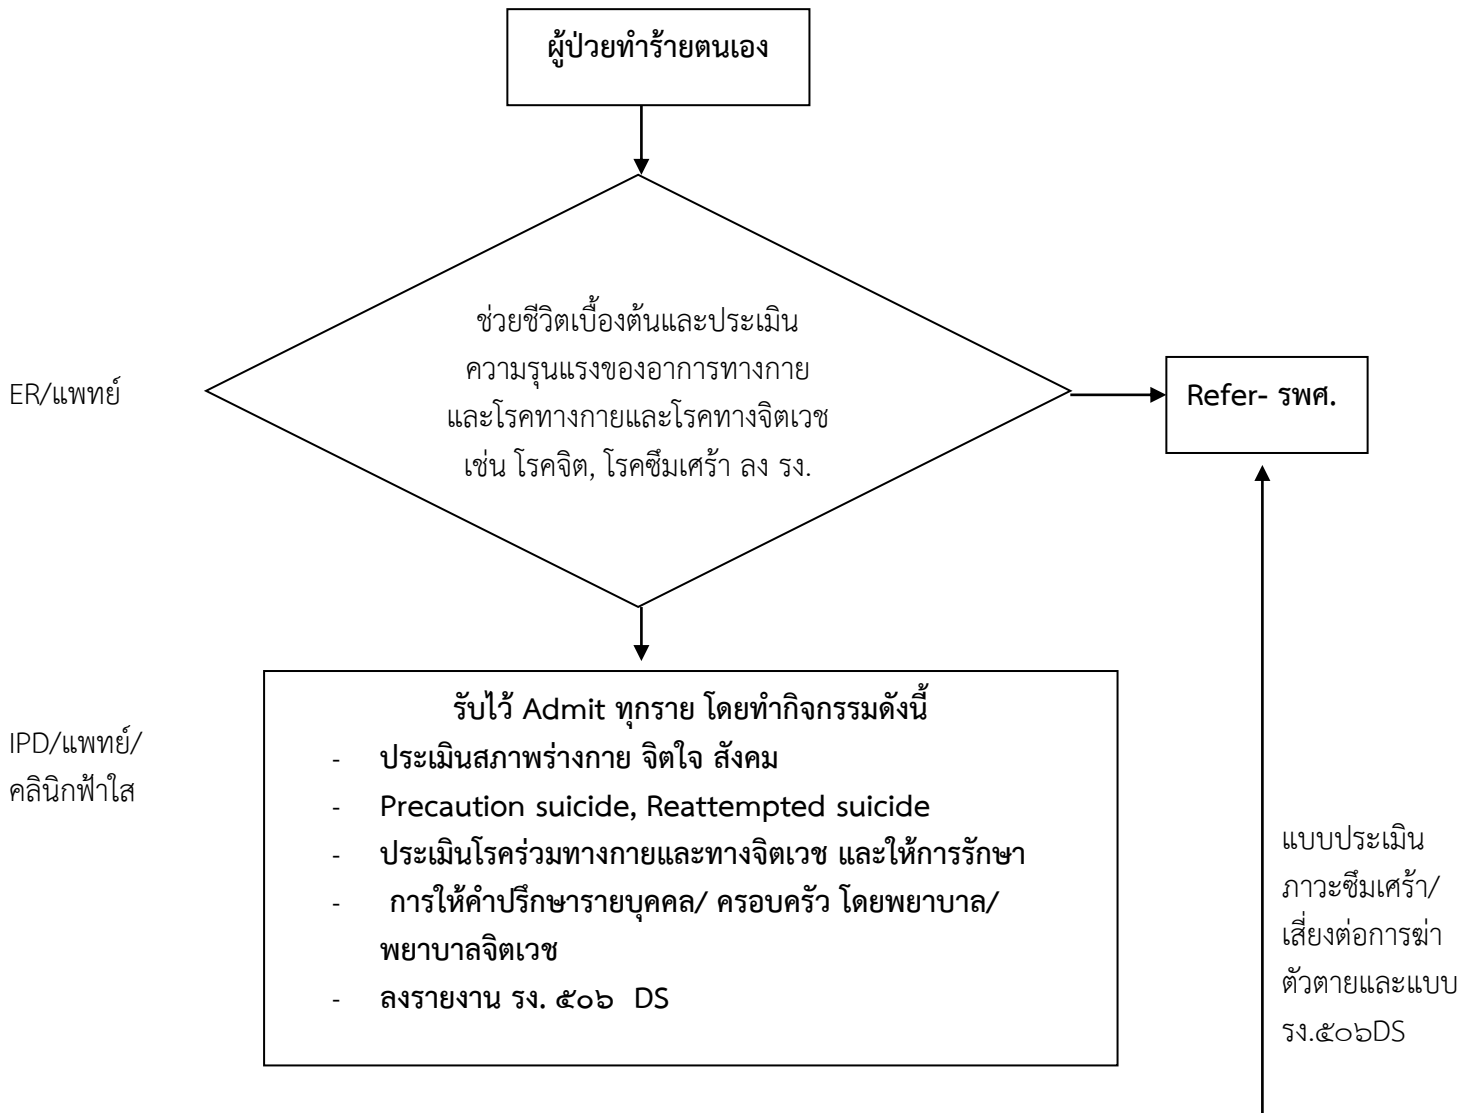 ผู้ป่วยทำร้ายตนเอง
ช่วยชีวิตเบื้องต้นและประเมิน
ความรุนแรงของอาการทางกาย
และโรคทางกายและโรคทางจิตเวช
เช่น โรคจิต, โรคซึมเศร้า ลง รง.
ER/แพทย์
Refer- รพศ.
รับไว้ Admit ทุกราย โดยทำกิจกรรมดังนี้
- ประเมินสภาพร่างกาย จิตใจ สังคม
- Precaution suicide, Reattempted suicide
- ประเมินโรคร่วมทางกายและทางจิตเวช และให้การรักษา
- การให้คำปรึกษารายบุคคล/ ครอบครัว โดยพยาบาล/
พยาบาลจิตเวช
- ลงรายงาน รง. ๕๐๖ DS
IPD/แพทย์/
คลินิกฟ้าใส
แบบประเมิน
ภาวะซึมเศร้า/
เสี่ยงต่อการฆ่า
ตัวตายและแบบ
รง.๕๐๖DS